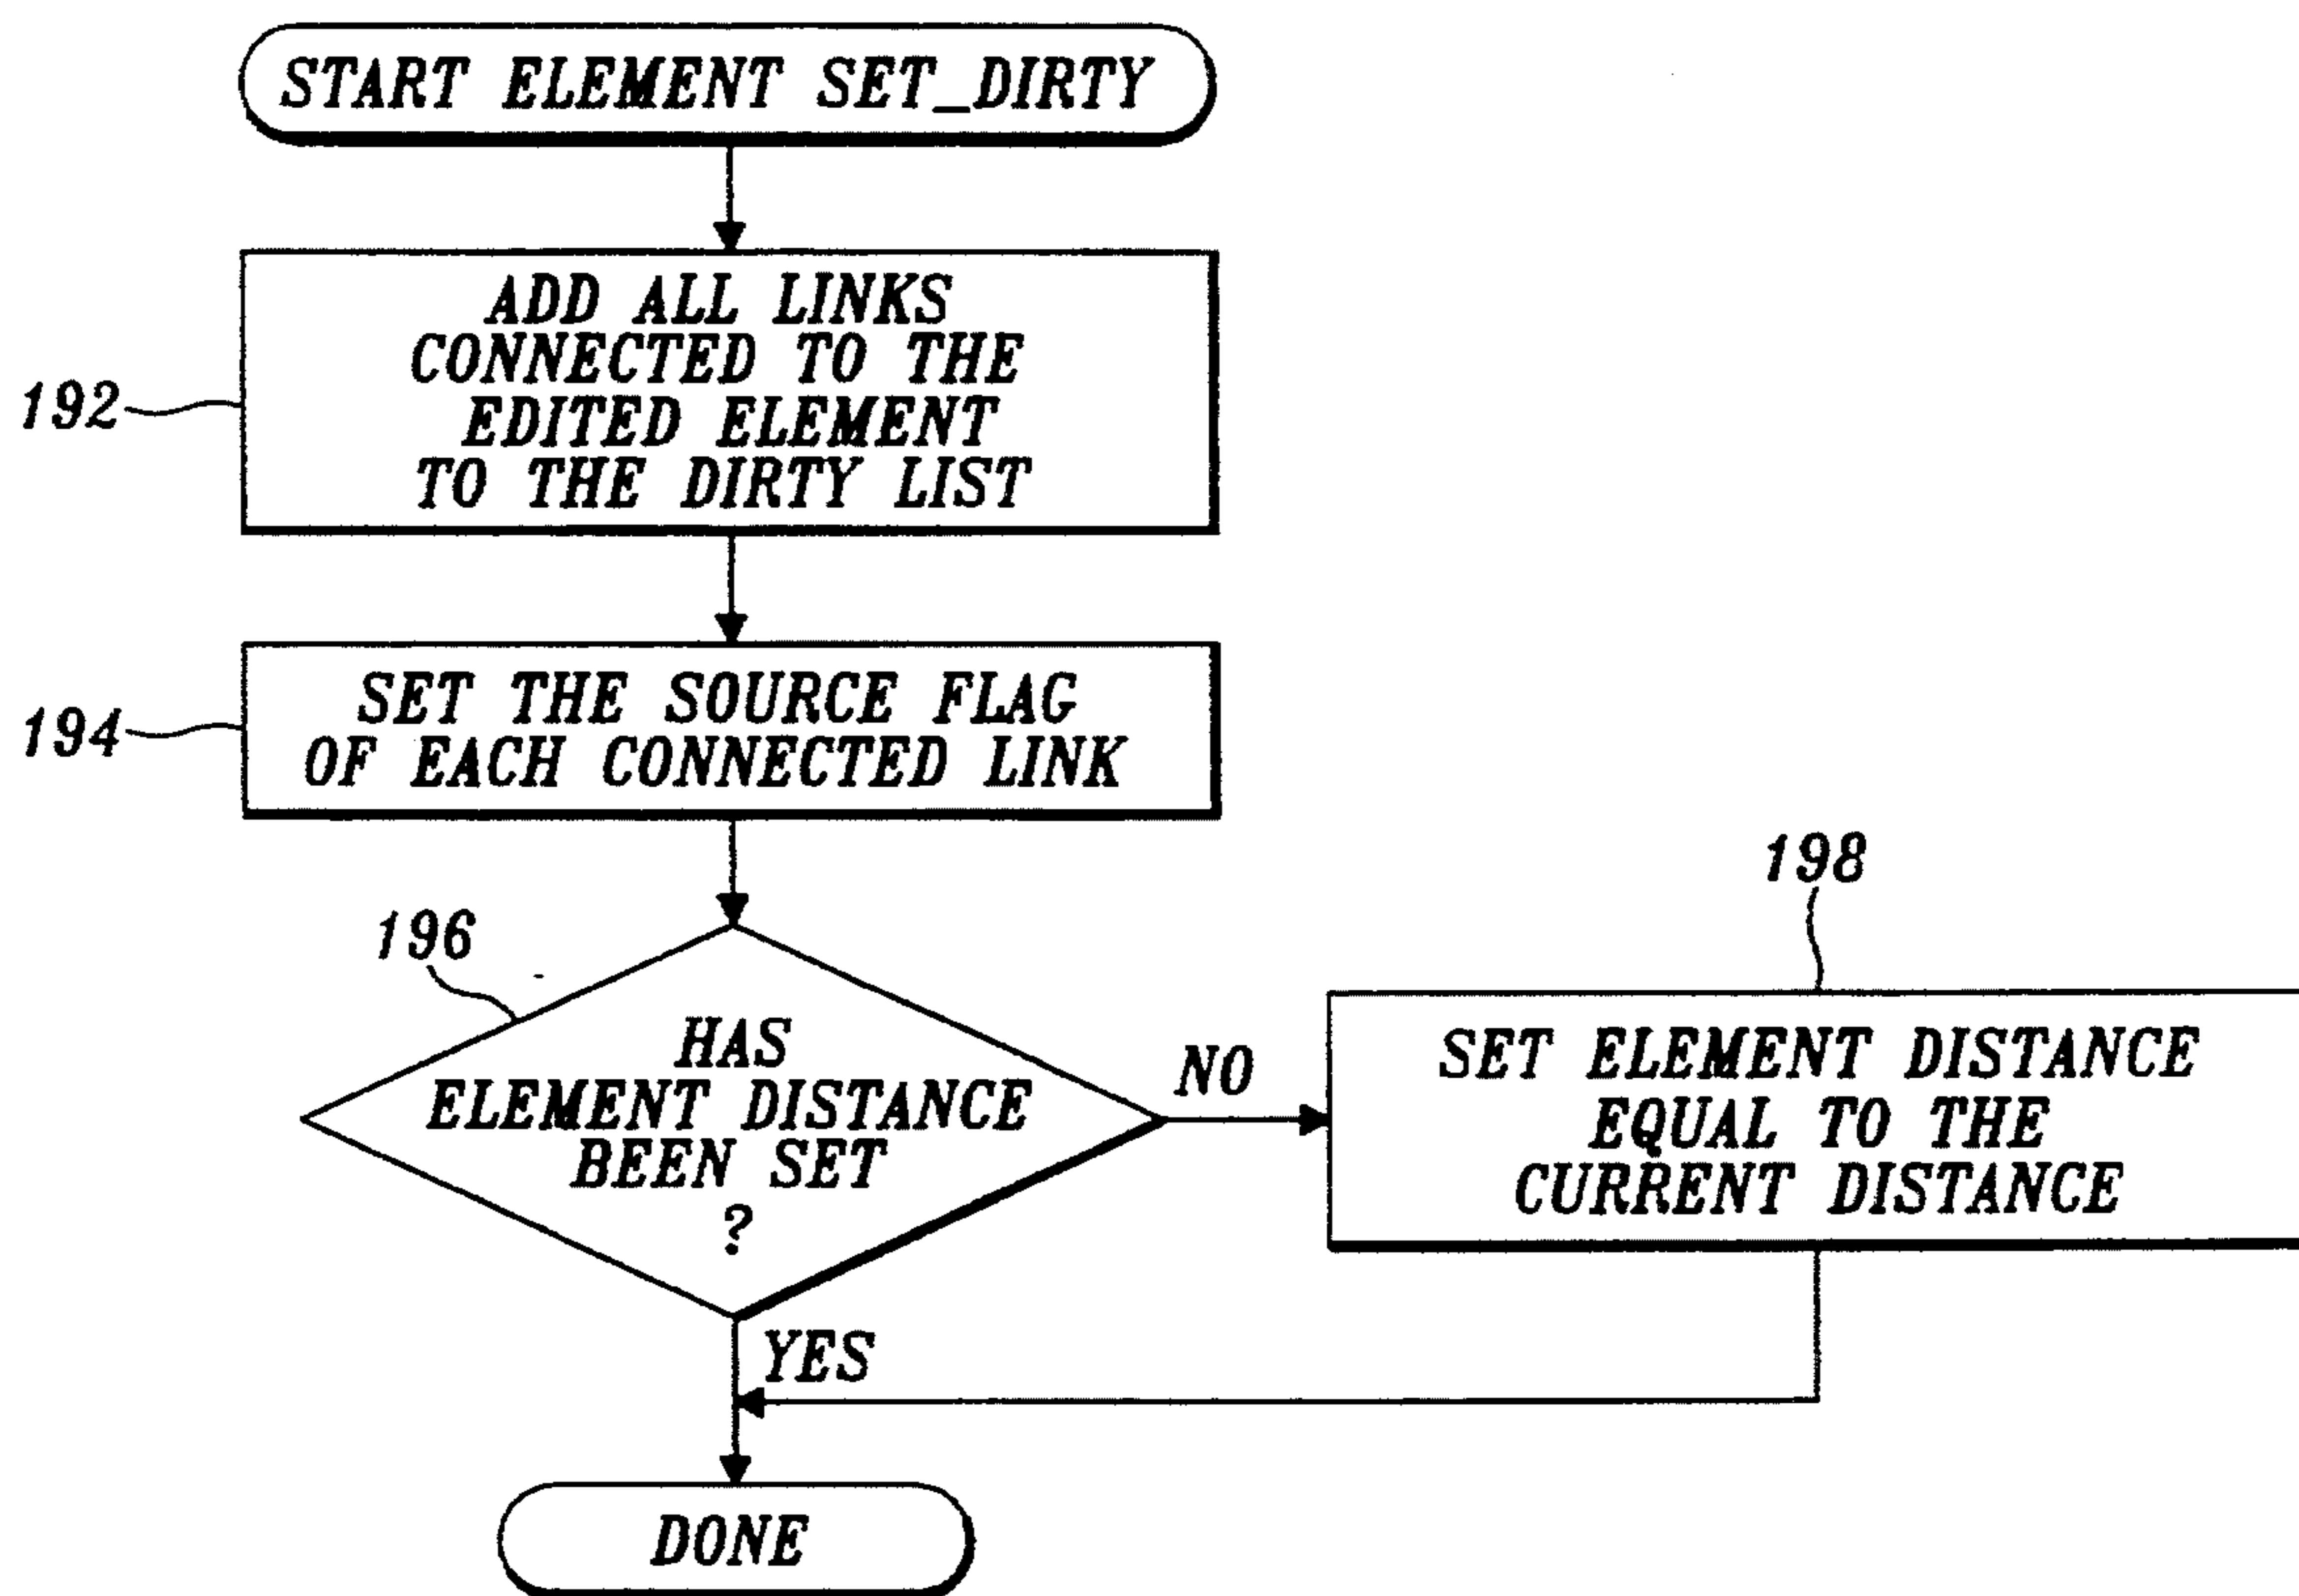 START ELEMENT SET_DIRTY
ADD ALL LINKS
CONNECTED TO THE
EDITED ELEMENT
TO THE DIRTY LIST
192
SET THE SOURCE FLAG
OF EACH CONNECTED LINK
194
196
HAS
ELEMENT DISTANCE
BEEN SET
?
NO
198
SET ELEMENT DISTANCE
EQUAL TO THE
CURRENT DISTANCE
YES
DONE